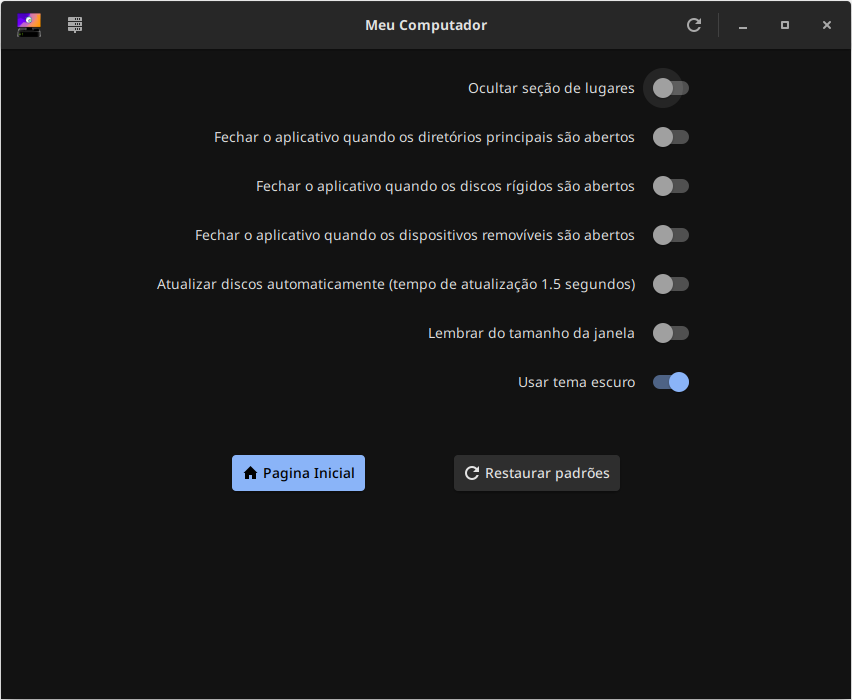 Meu Computador
Ocultar seção de lugares
Fechar o aplicativo quando os diretórios principais são abertos
Fechar o aplicativo quando os discos rígidos são abertos
Fechar o aplicativo quando os dispositivos removíveis são abertos
Atualizar discos automaticamente (tempo de atualização 1.5 segundos)
Lembrar do tamanho da janela
Usar tema escuro
Pagina Inicial
Restaurar padrões